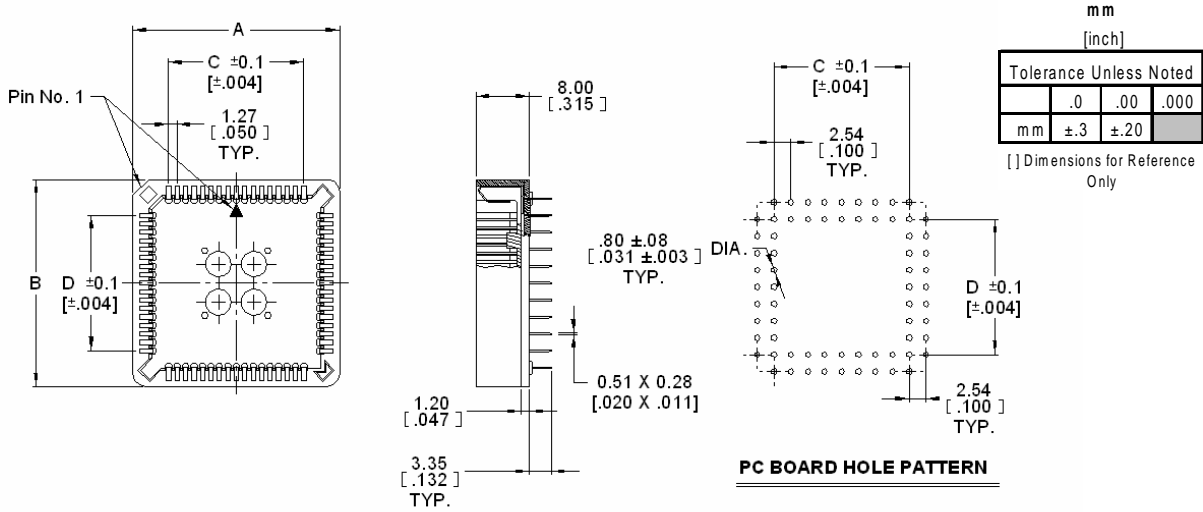 A
C ±0.1
[±.004]
Pin No. 1
1.27
[ .050 ]
TYP.
B
D ±0.1
[±.004]
8.00
[ .315 ]
0.51 X 0.28
[.020 X .011]
1.20
[ .047 ]
3.35
[ .132 ]
TYP.
C ±0.1
[±.004]
2.54
[ .100 ]
TYP.
.80 ±.08
[ .031 ±.003 ]
TYP.
DIA.
D ±0.1
[±.004]
2.54
[ .100 ]
TYP.
PC BOARD HOLE PATTERN
mm
[inch]
Tolerance Unless Noted
.0 .00 .000
mm ±.3 ±.20
[ ] Dimensions for Reference
Only